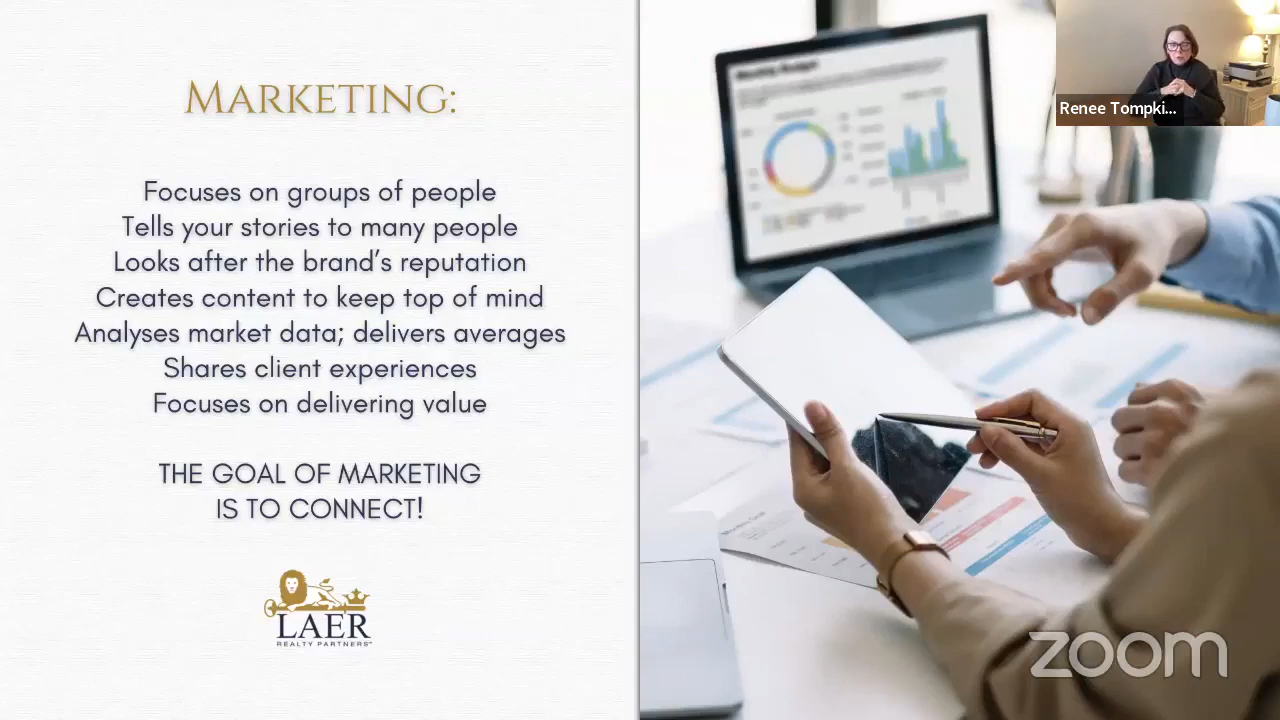 MARKETING:
Focuses on groups of people
Tells your stories to many people
Looks after the brand’s reputation
Creates content to keep top of mind
Analyses market data; delivers averages
Shares client experiences
Focuses on delivering value
THE GOAL OF MARKETING
IS TO CONNECT!
LAER
REALTY PARTNERS
Monthly Budget
Renee Tompki...
zoom